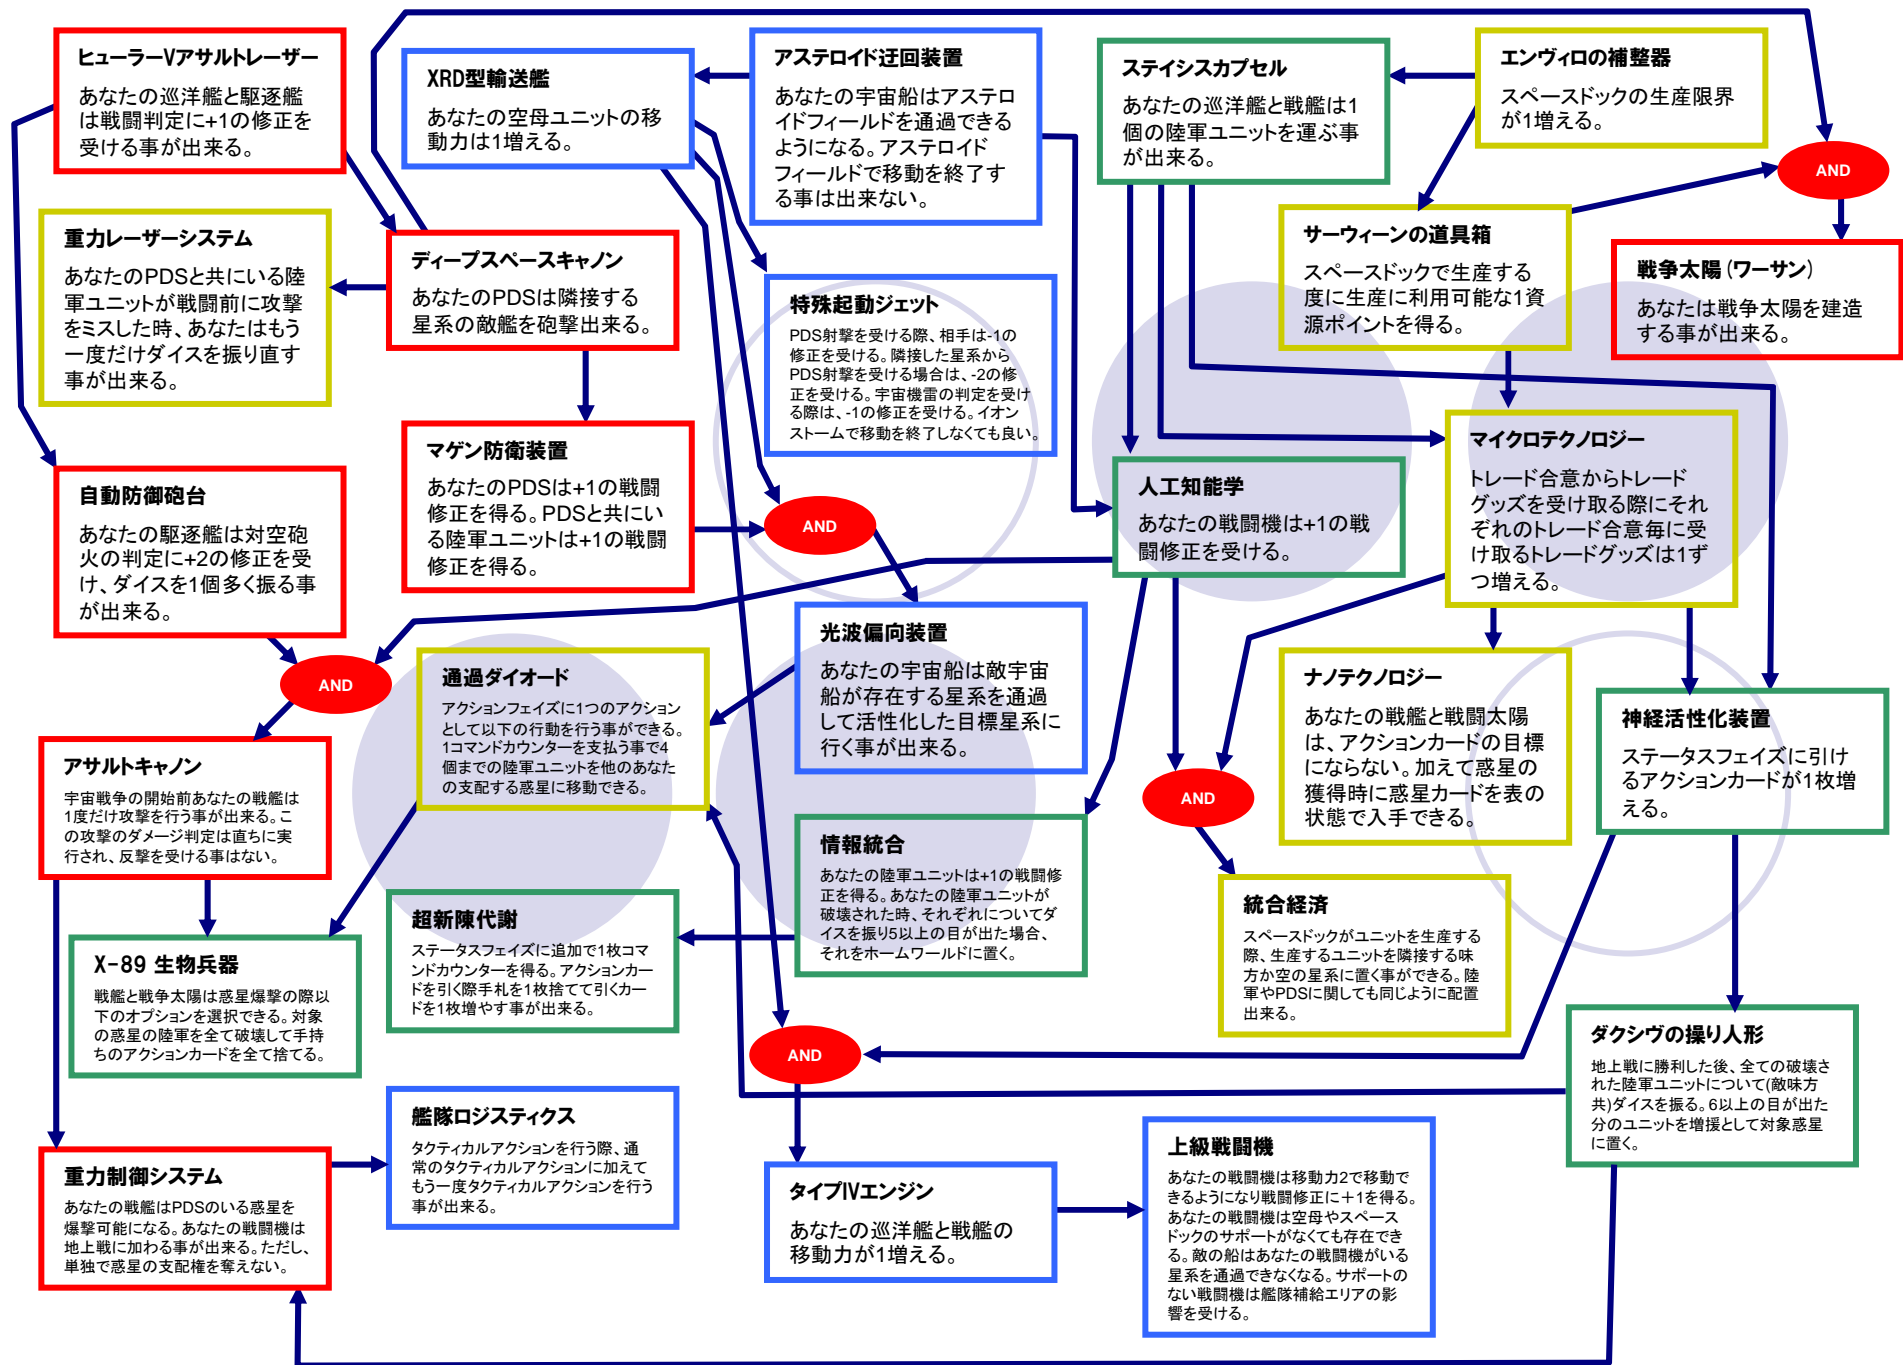 ヒューラーVアサルトレーザー
あなたの巡洋艦と駆逐艦
は戦闘判定に+1の修正を
受ける事が出来る。
XRD型輸送艦
あなたの空母ユニットの移
動力は1増える。
アステロイド迂回装置
あなたの宇宙船はアステロ
イドフィールドを通過できる
ようになる。アステロイド
フィールドで移動を終了す
る事は出来ない。
ステイシスカプセル
あなたの巡洋艦と戦艦は1
個の陸軍ユニットを運ぶ事
が出来る。
エンヴィロの補整器
スペースドックの生産限界
が1増える。
AND
重力レーザーシステム
あなたのPDSと共にいる陸
軍ユニットが戦闘前に攻撃
をミスした時、あなたはもう
一度だけダイスを振り直す
事が出来る。
ディープスペースキャノン
あなたのPDSは隣接する
星系の敵艦を砲撃出来る。
特殊起動ジェット
PDS射撃を受ける際、相手は-1の
修正を受ける。隣接した星系から
PDS射撃を受ける場合は、-2の修
正を受ける。宇宙機雷の判定を受け
る際は、-1の修正を受ける。イオン
ストームで移動を終了しなくても良い。
サーウィーンの道具箱
スペースドックで生産する
度に生産に利用可能な1資
源ポイントを得る。
戦争太陽(ワーサン)
あなたは戦争太陽を建造
する事が出来る。
マゲン防衛装置
あなたのPDSは+1の戦闘
修正を得る。PDSと共にい
る陸軍ユニットは+1の戦闘
修正を得る。
AND
人工知能学
あなたの戦闘機は+1の戦
闘修正を受ける。
マイクロテクノロジー
トレード合意からトレード
グッズを受け取る際にそれ
ぞれのトレード合意毎に受
け取るトレードグッズは1ず
つ増える。
自動防御砲台
あなたの駆逐艦は対空砲
火の判定に+2の修正を受
け、ダイスを1個多く振る事
が出来る。
AND
通過ダイオード
アクションフェイズに1つのアクション
として以下の行動を行う事ができる。
1コマンドカウンターを支払う事で4
個までの陸軍ユニットを他のあなた
の支配する惑星に移動できる。
光波偏向装置
あなたの宇宙船は敵宇宙
船が存在する星系を通過
して活性化した目標星系に
行く事が出来る。
ナノテクノロジー
あなたの戦艦と戦闘太陽
は、アクションカードの目標
にならない。加えて惑星の
獲得時に惑星カードを表の
状態で入手できる。
神経活性化装置
ステータスフェイズに引け
るアクションカードが1枚増
える。
アサルトキャノン
宇宙戦争の開始前あなたの戦艦は
1度だけ攻撃を行う事が出来る。こ
の攻撃のダメージ判定は直ちに実
行され、反撃を受ける事はない。
AND
情報統合
あなたの陸軍ユニットは+1の戦闘修
正を得る。あなたの陸軍ユニットが
破壊された時、それぞれについてダ
イスを振り5以上の目が出た場合、
それをホームワールドに置く。
超新陳代謝
ステータスフェイズに追加で1枚コマ
ンドカウンターを得る。アクションカー
ドを引く際手札を1枚捨てて引くカー
ドを1枚増やす事が出来る。
統合経済
スペースドックがユニットを生産する
際、生産するユニットを隣接する味
方か空の星系に置く事ができる。陸
軍やPDSに関しても同じように配置
出来る。
X-89 生物兵器
戦艦と戦争太陽は惑星爆撃の際以
下のオプションを選択できる。対象
の惑星の陸軍を全て破壊して手持
ちのアクションカードを全て捨てる。
AND
ダクシヴの操り人形
地上戦に勝利した後、全ての破壊さ
れた陸軍ユニットについて(敵味方
共)ダイスを振る。6以上の目が出た
分のユニットを増援として対象惑星
に置く。
艦隊ロジスティクス
タクティカルアクションを行う際、通
常のタクティカルアクションに加えて
もう一度タクティカルアクションを行う
事が出来る。
重力制御システム
あなたの戦艦はPDSのいる惑星を
爆撃可能になる。あなたの戦闘機は
地上戦に加わる事が出来る。ただし、
単独で惑星の支配権を奪えない。
タイプIVエンジン
あなたの巡洋艦と戦艦の
移動力が1増える。
上級戦闘機
あなたの戦闘機は移動力2で移動で
きるようになり戦闘修正に＋1を得る。
あなたの戦闘機は空母やスペース
ドックのサポートがなくても存在でき
る。敵の船はあなたの戦闘機がいる
星系を通過できなくなる。サポートの
ない戦闘機は艦隊補給エリアの影
響を受ける。